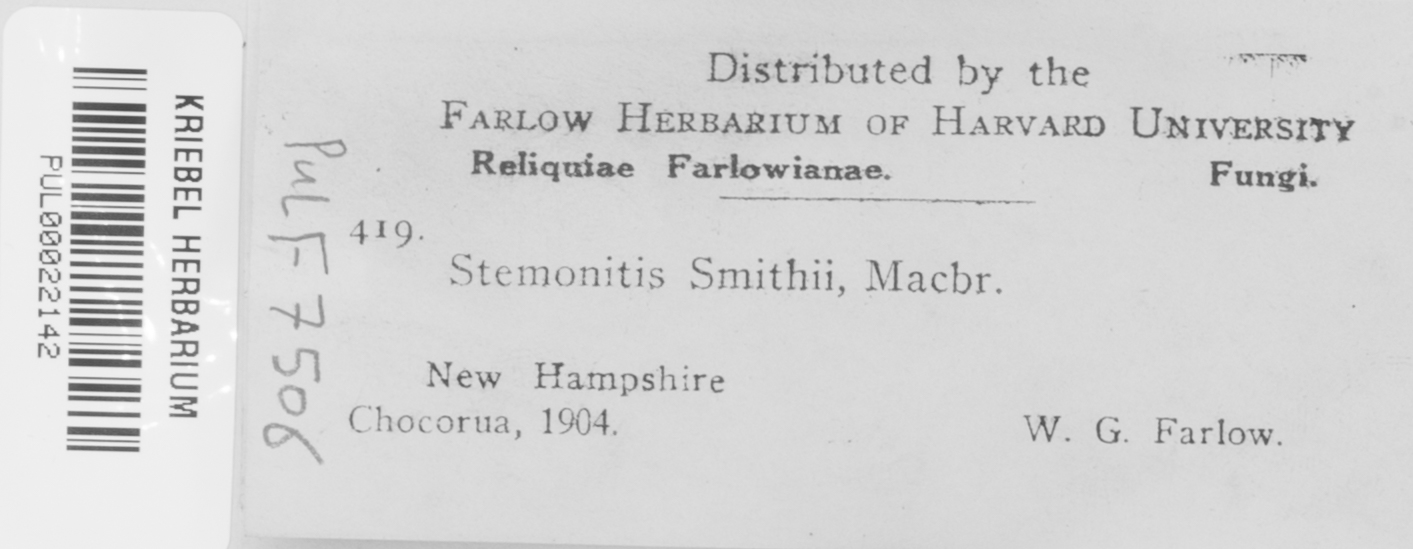 KRIEBEL HERBARIUM
PUL00022142
PUL F 7506
Distributed by the
FARLOW HERBARIUM OF HARVARD UNIVERSITY
Reliquiae Farlowianae. Fungi.
419.
Stemonitis Smithii, Macbr.
New Hampshire
Chocorua, 1904. W. G. Farlow.